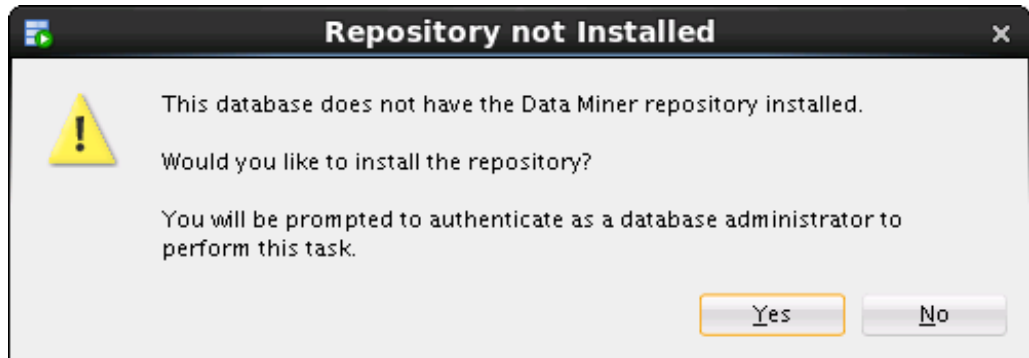 Repository not Installed
This database does not have the Data Miner repository installed.
Would you like to install the repository?
You will be prompted to authenticate as a database administrator to
perform this task.
Yes No